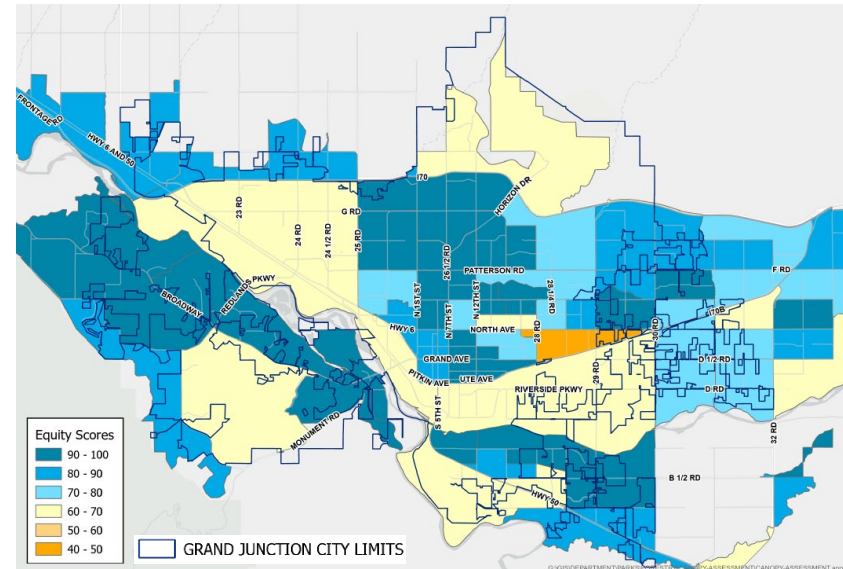 FRONTAGE RD
HWY 6 AND 50
I70
HORIZON DR
G RD
23 RD
24 RD
24 1/2 RD
25 RD
26 1/2 RD
PATTERSON RD
F RD
REDLANDS PKWY
BROADWAY
N 1ST ST
N 7TH ST
N 12TH ST
28 1/4 RD
I70B
HWY 6
NORTH AVE
28 RD
30 RD
GRAND AVE
D 1/2 RD
PITKIN AVE
UTE AVE
29 RD
RIVERSIDE PKWY
D RD
MONUMENT RD
S 5TH ST
32 RD
B 1/2 RD
HWY 50
Equity Scores
90 - 100
80 - 90
70 - 80
60 - 70
50 - 60
40 - 50
GRAND JUNCTION CITY LIMITS